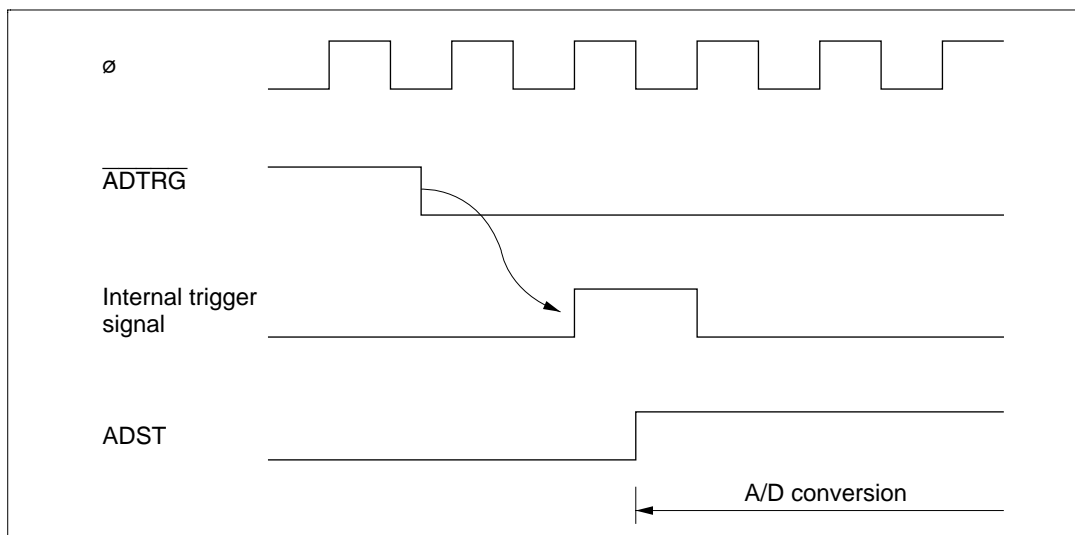 ø
ADTRG
Internal trigger
signal
ADST
A/D conversion